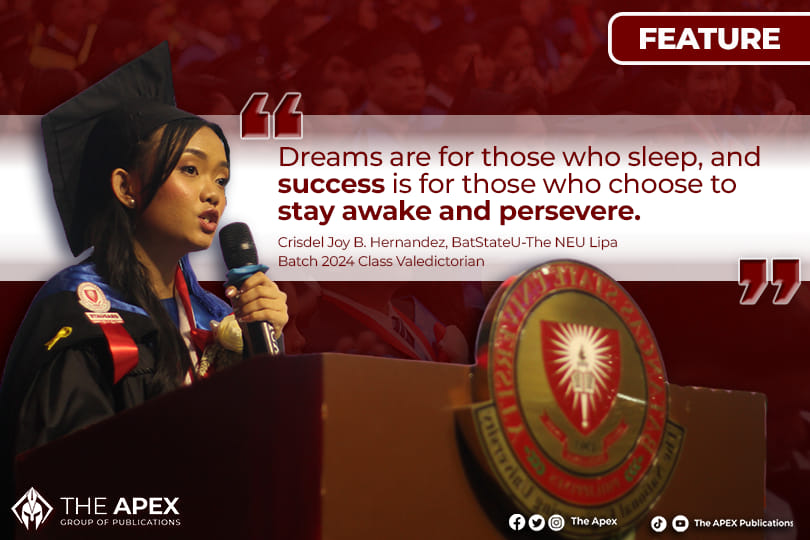 FEATURE
Dreams are for those who sleep, and
success is for those who choose to
stay awake and persevere.
Crisdel Joy B. Hernandez, BatStateU-The NEU Lipa
Batch 2024 Class Valedictorian
THE APEX
GROUP OF PUBLICATIONS
The Apex
The APEX Publications